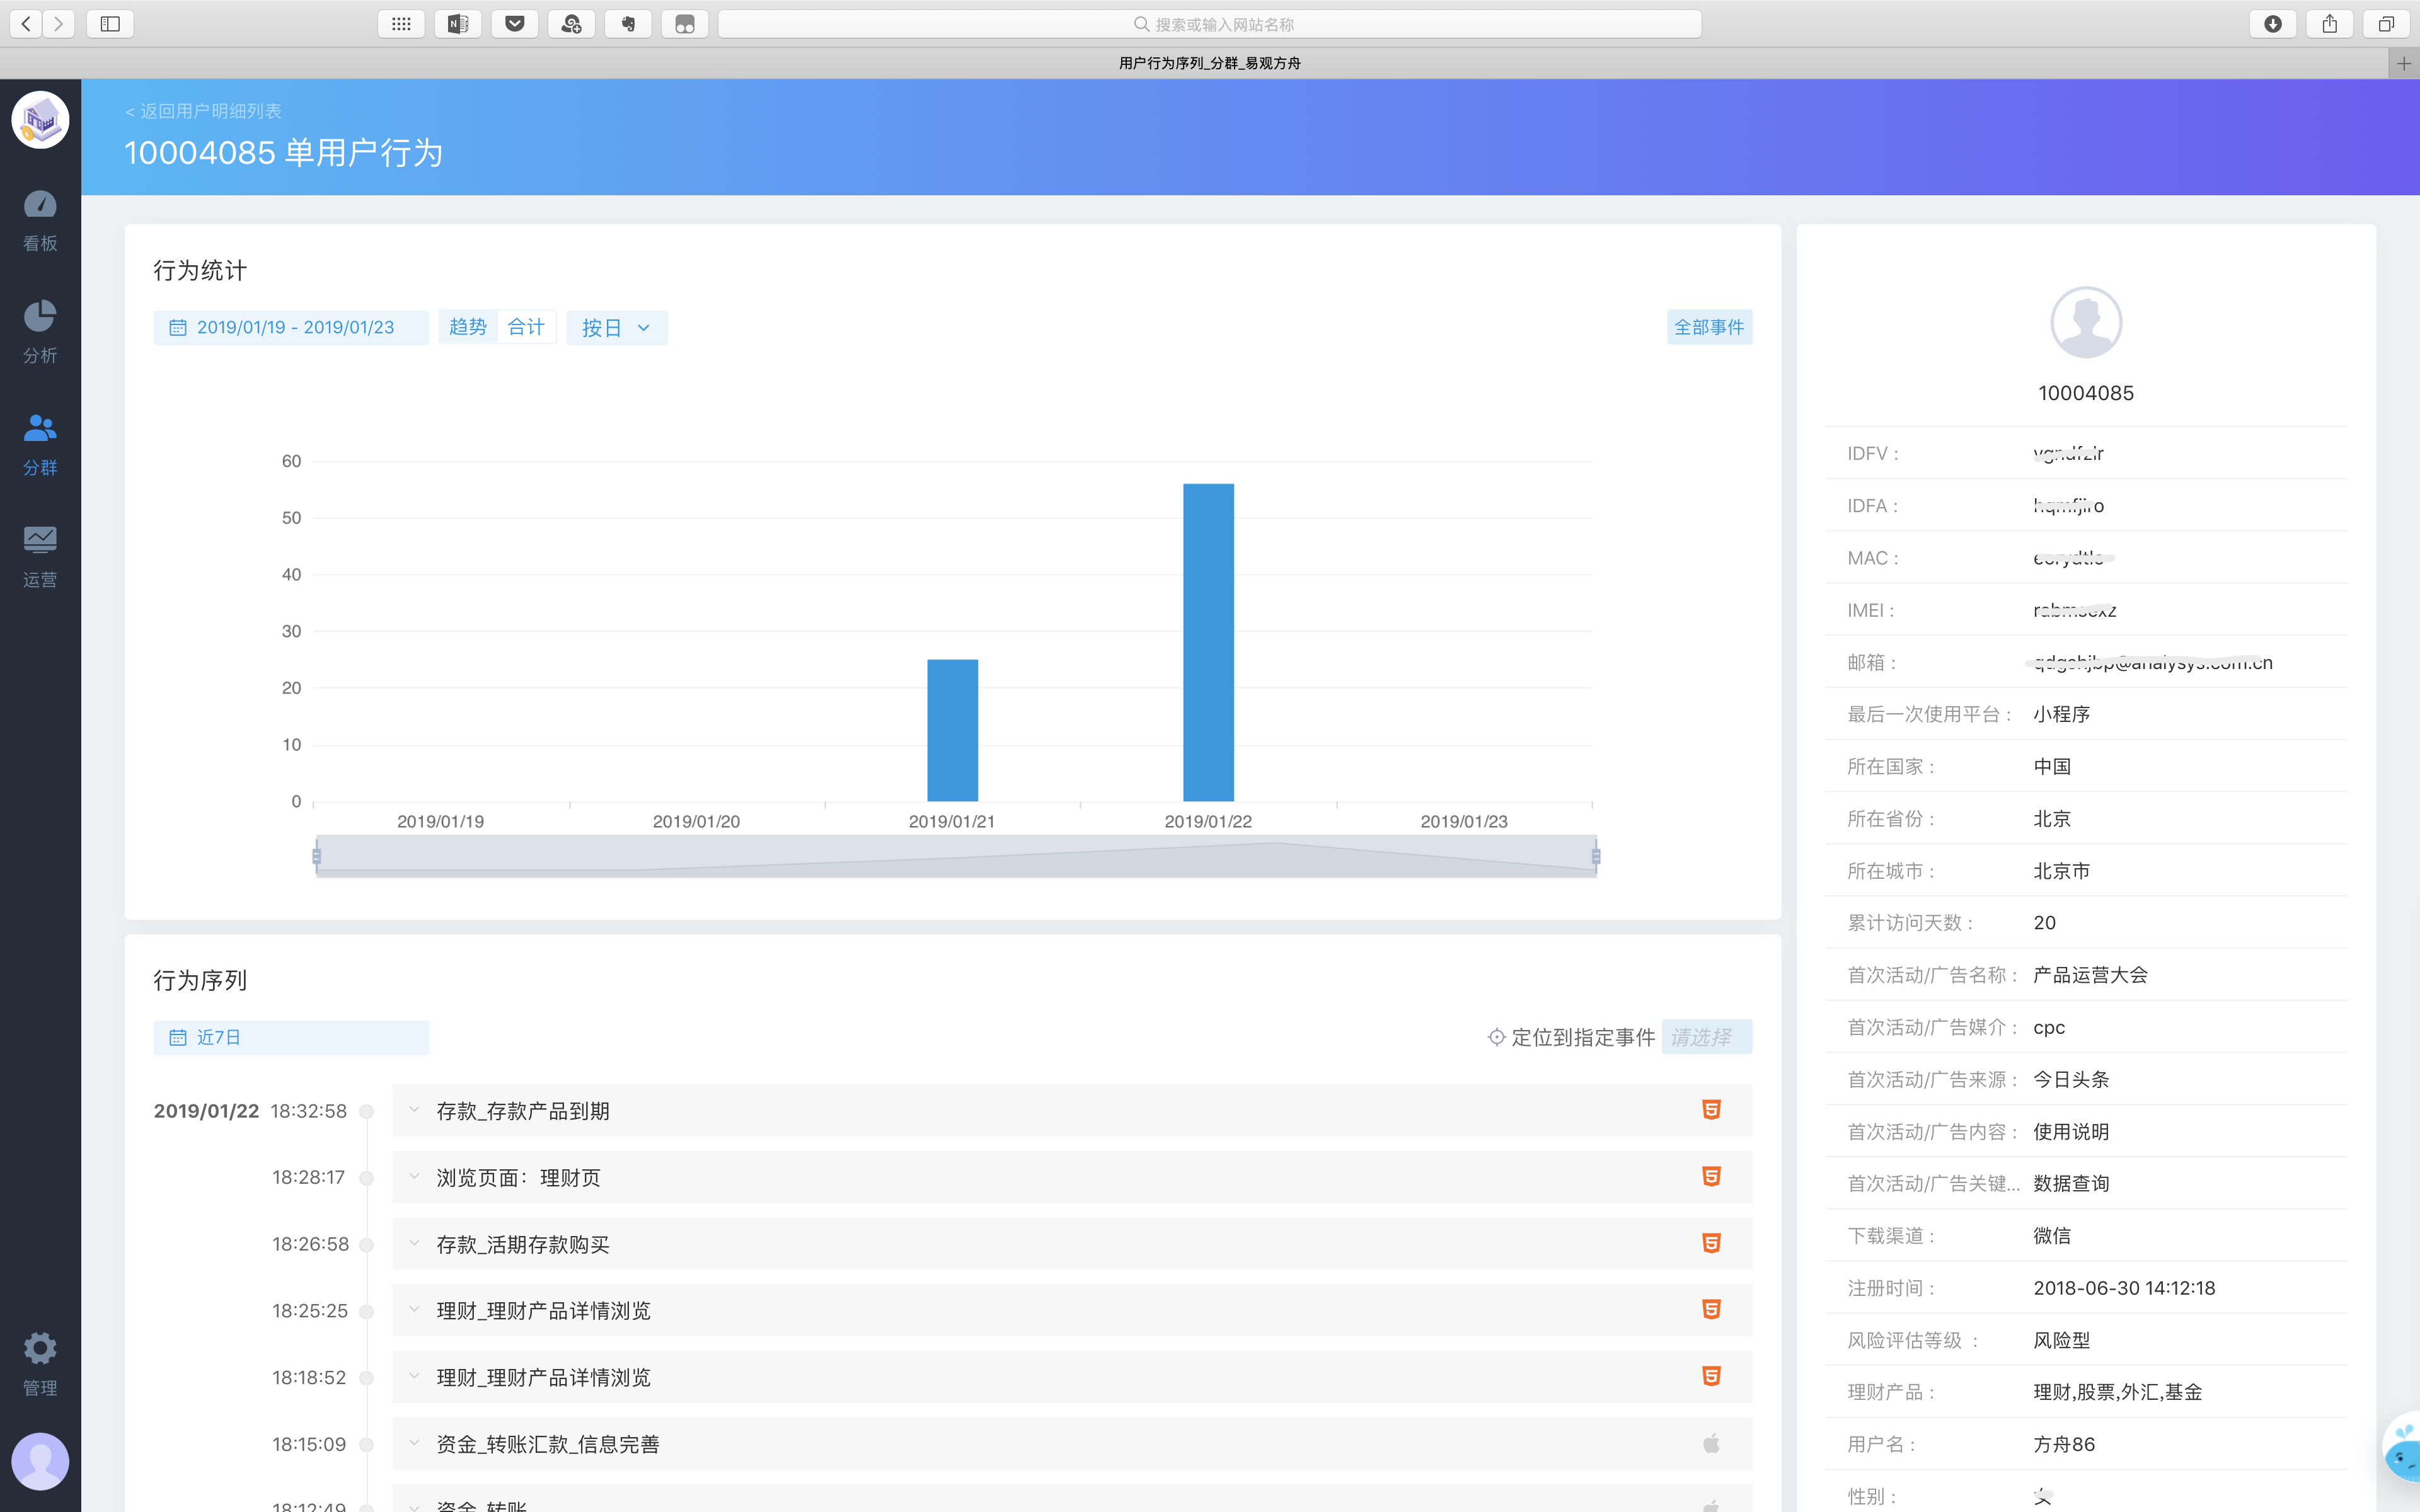 搜索或输入网站名称
用户行为序列_分群_易观方舟
< 返回用户明细列表
10004085 单用户行为
看板
分析
分群
运营
管理
行为统计
2019/01/19 - 2019/01/23
趋势 合计
按日
全部事件
60
50
40
30
20
10
0
2019/01/19 2019/01/20 2019/01/21 2019/01/22 2019/01/23
行为序列
近7日
定位到指定事件 请选择
2019/01/22 18:32:58 存款_存款产品到期
18:28:17 浏览页面：理财页
18:26:58 存款_活期存款购买
18:25:25 理财_理财产品详情浏览
18:18:52 理财_理财产品详情浏览
18:15:09 资金_转账汇款_信息完善
18:12:49 资金_转账
10004085
IDFV :
IDFA :
MAC :
IMEI :
邮箱 :
最后一次使用平台 : 小程序
所在国家 : 中国
所在省份 : 北京
所在城市 : 北京市
累计访问天数 : 20
首次活动/广告名称 : 产品运营大会
首次活动/广告媒介 : cpc
首次活动/广告来源 : 今日头条
首次活动/广告内容 : 使用说明
首次活动/广告关键... 数据查询
下载渠道 : 微信
注册时间 : 2018-06-30 14:12:18
风险评估等级 : 风险型
理财产品 : 理财,股票,外汇,基金
用户名 : 方舟86
性别 : 女